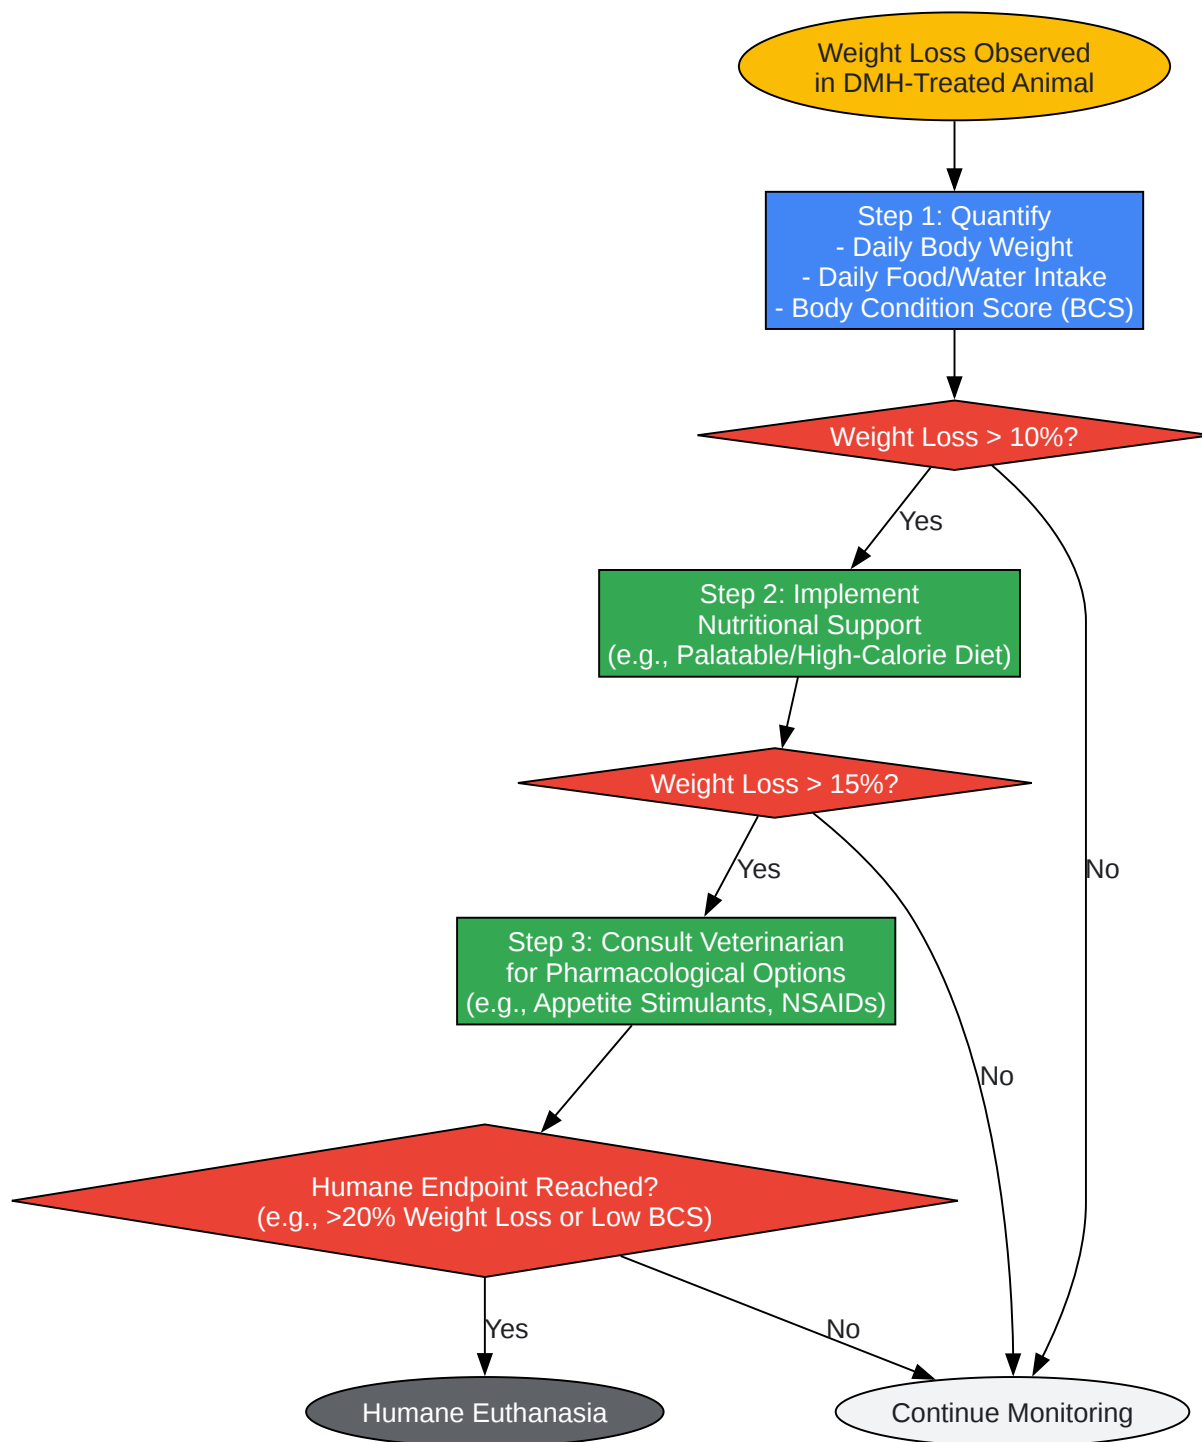 Weight Loss Observed
in DMH-Treated Animal
Step 1: Quantify
- Daily Body Weight
- Daily Food/Water Intake
- Body Condition Score (BCS)
Weight Loss > 10%?
Yes
Step 2: Implement
Nutritional Support
(e.g., Palatable/High-Calorie Diet)
Weight Loss > 15%?
Yes
No
Step 3: Consult Veterinarian
for Pharmacological Options
(e.g., Appetite Stimulants, NSAIDs)
No
Humane Endpoint Reached?
(e.g., >20% Weight Loss or Low BCS)
Yes
No
Humane Euthanasia
Continue Monitoring